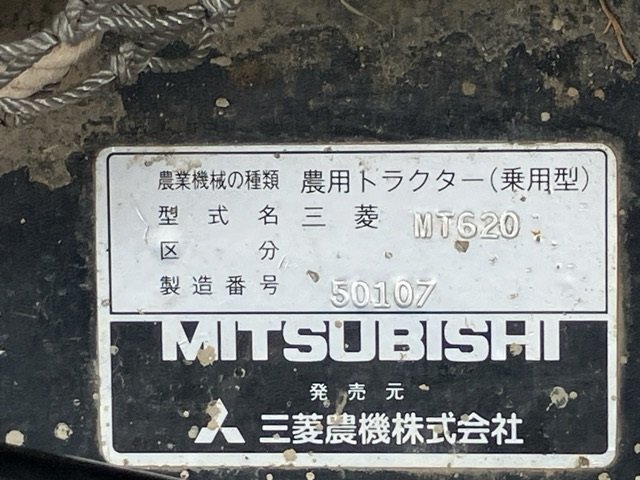 農業機械の種類 農用トラクター(乗用型)
型式名 三菱 MT620
区分
製造番号 50107
MITSUBISHI
発売元
三菱農機株式会社